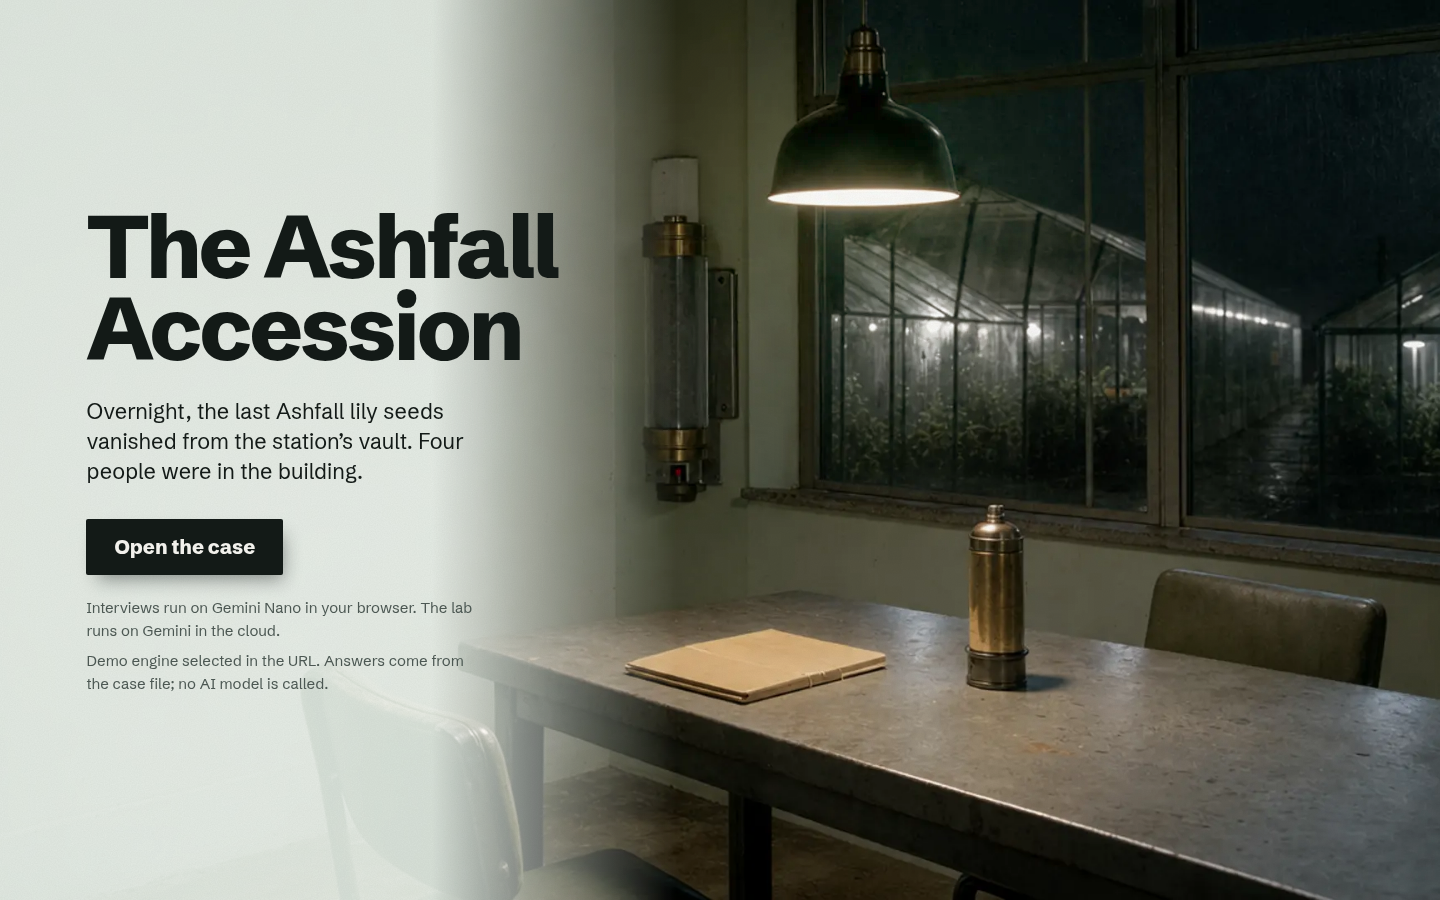 The Ashfall
Accession
Overnight, the last Ashfall lily seeds
vanished from the station’s vault. Four
people were in the building.
Open the case
Interviews run on Gemini Nano in your browser. The lab
runs on Gemini in the cloud.
Demo engine selected in the URL. Answers come from
the case file; no AI model is called.